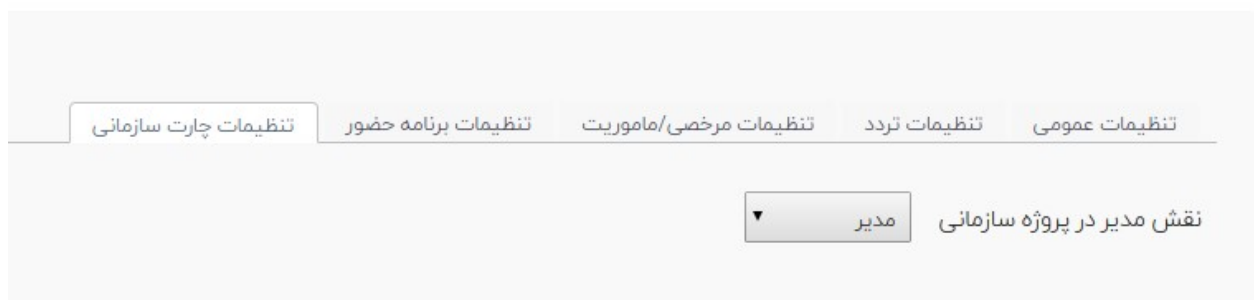 تنظیمات عمومی تنظیمات تردد تنظیمات مرخصی/ماموریت تنظیمات برنامه حضور تنظیمات چارت سازمانی
نقش مدیر در پروژه سازمانی مدیر